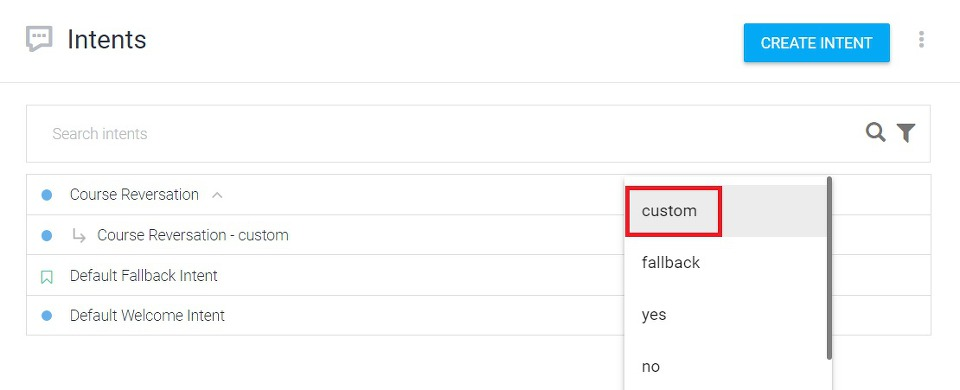 Intents
CREATE INTENT
Search intents
Course Reversation
Course Reversation - custom
Default Fallback Intent
Default Welcome Intent
custom
fallback
yes
no